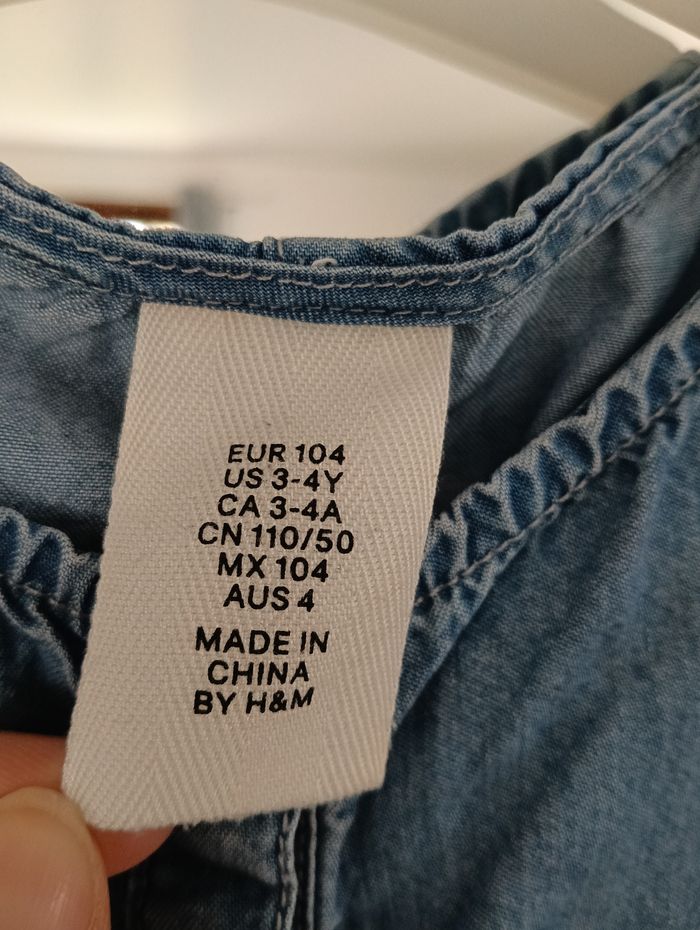 EUR 104
US 3-4Y
CA 3-4A
CN 110/50
MX 104
AUS 4
MADE IN
CHINA
BY H&M